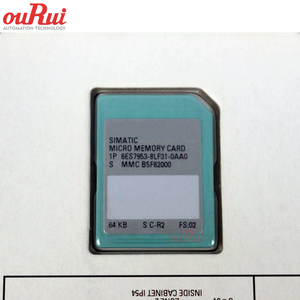 ouRui
AUTOMATION TECHNOLOGY
SIMATIC
MICRO MEMORY CARD
1P 6ES7953-8LF31-0AA0
S MMC B5F82000
64 KB S C-R2 FS:02
INSIDE CABINET IP54